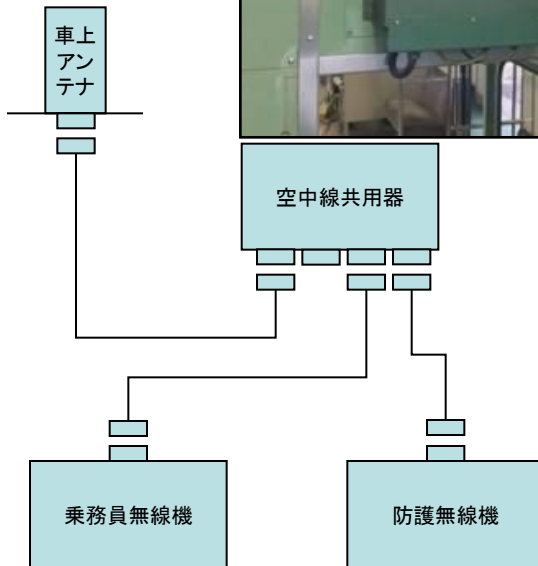 車上
アン
テナ
空中線共用器
乗務員無線機
防護無線機